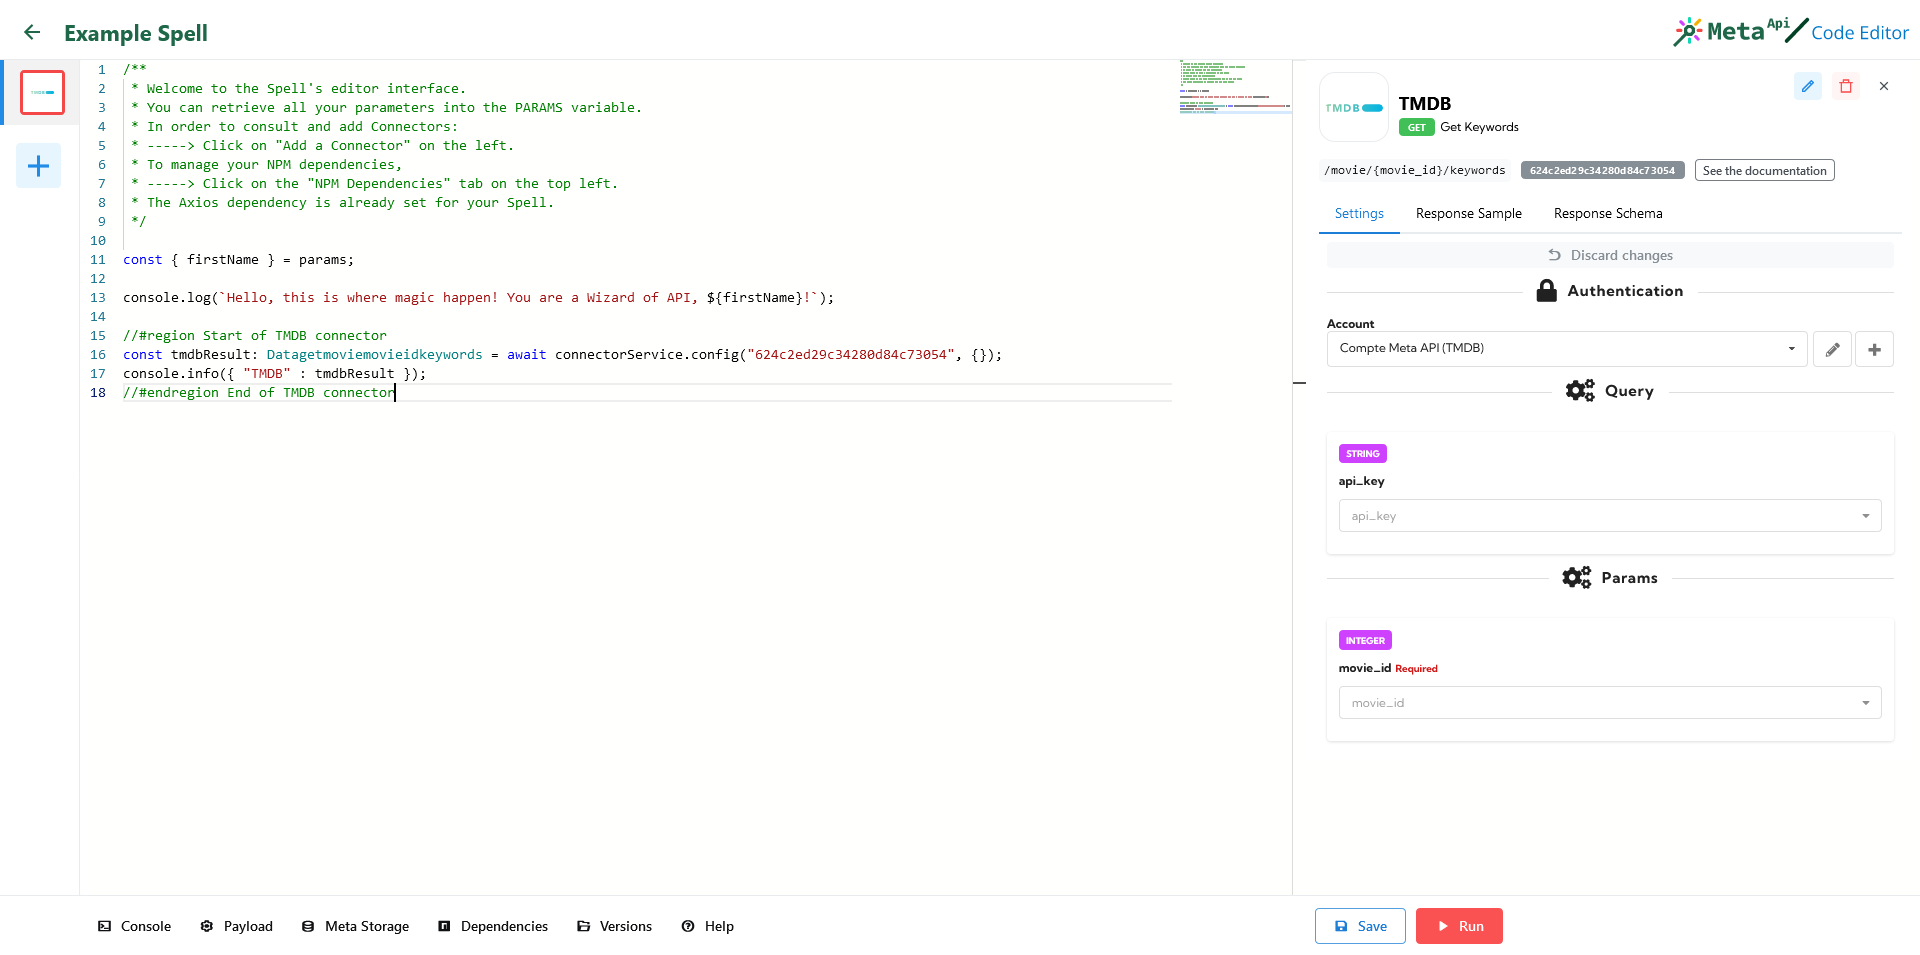 Example Spell
Meta Api Code Editor
TMDB
1 /**
2 * Welcome to the Spell's editor interface.
3 * You can retrieve all your parameters into the PARAMS variable.
4 * In order to consult and add Connectors:
5 * -----> Click on "Add a Connector" on the left.
6 * To manage your NPM dependencies,
7 * -----> Click on the "NPM Dependencies" tab on the top left.
8 * The Axios dependency is already set for your Spell.
9 */
10
11 const { firstName } = params;
12
13 console.log(`Hello, this is where magic happen! You are a Wizard of API, ${firstName}!`);
14
15 //#region Start of TMDB connector
16 const tmdbResult: Datagetmoviemovieidkeywords = await connectorService.config("624c2ed29c34280d84c73054", {});
17 console.info({ "TMDB" : tmdbResult });
18 //#endregion End of TMDB connector
TMDB
TMDB
GET Get Keywords
/movie/{movie_id}/keywords 624c2ed29c34280d84c73054 See the documentation
Settings Response Sample Response Schema
Discard changes
Authentication
Account
Compte Meta API (TMDB)
Query
STRING
api_key
api_key
Params
INTEGER
movie_id Required
movie_id
Console Payload Meta Storage Dependencies Versions Help
Save Run